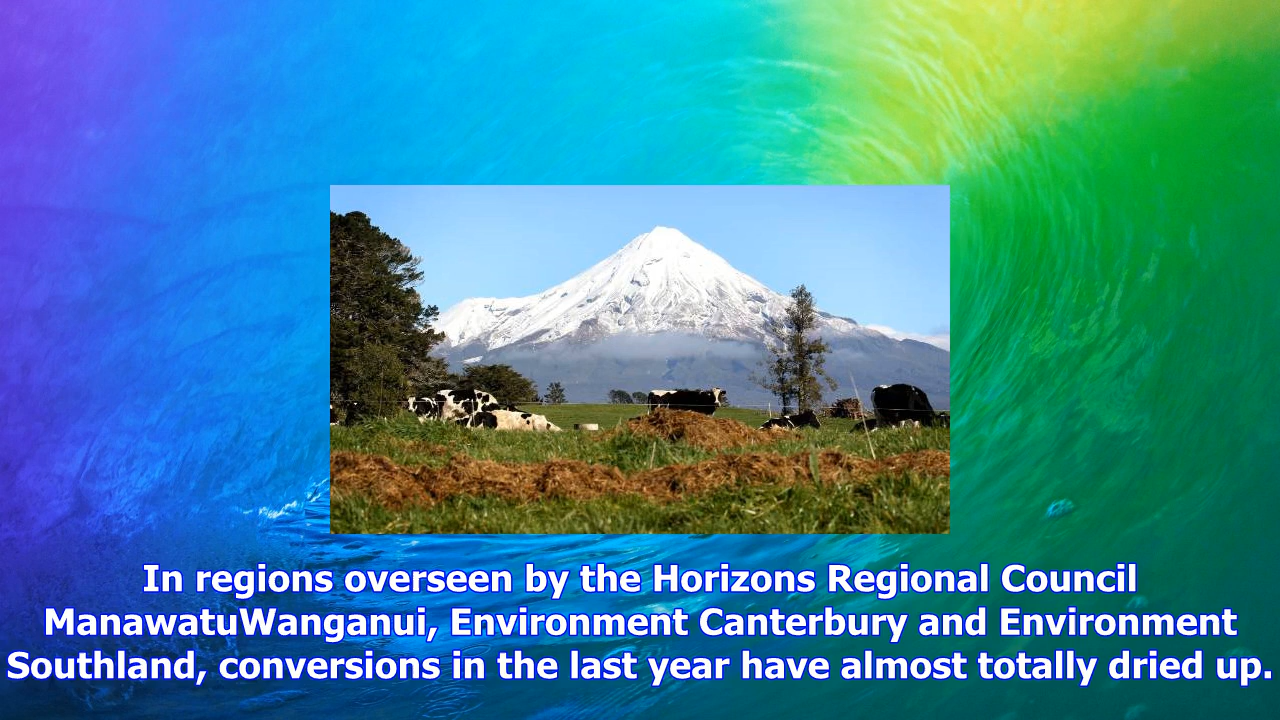 In regions overseen by the Horizons Regional Council
ManawatuWanganui, Environment Canterbury and Environment
Southland, conversions in the last year have almost totally dried up.